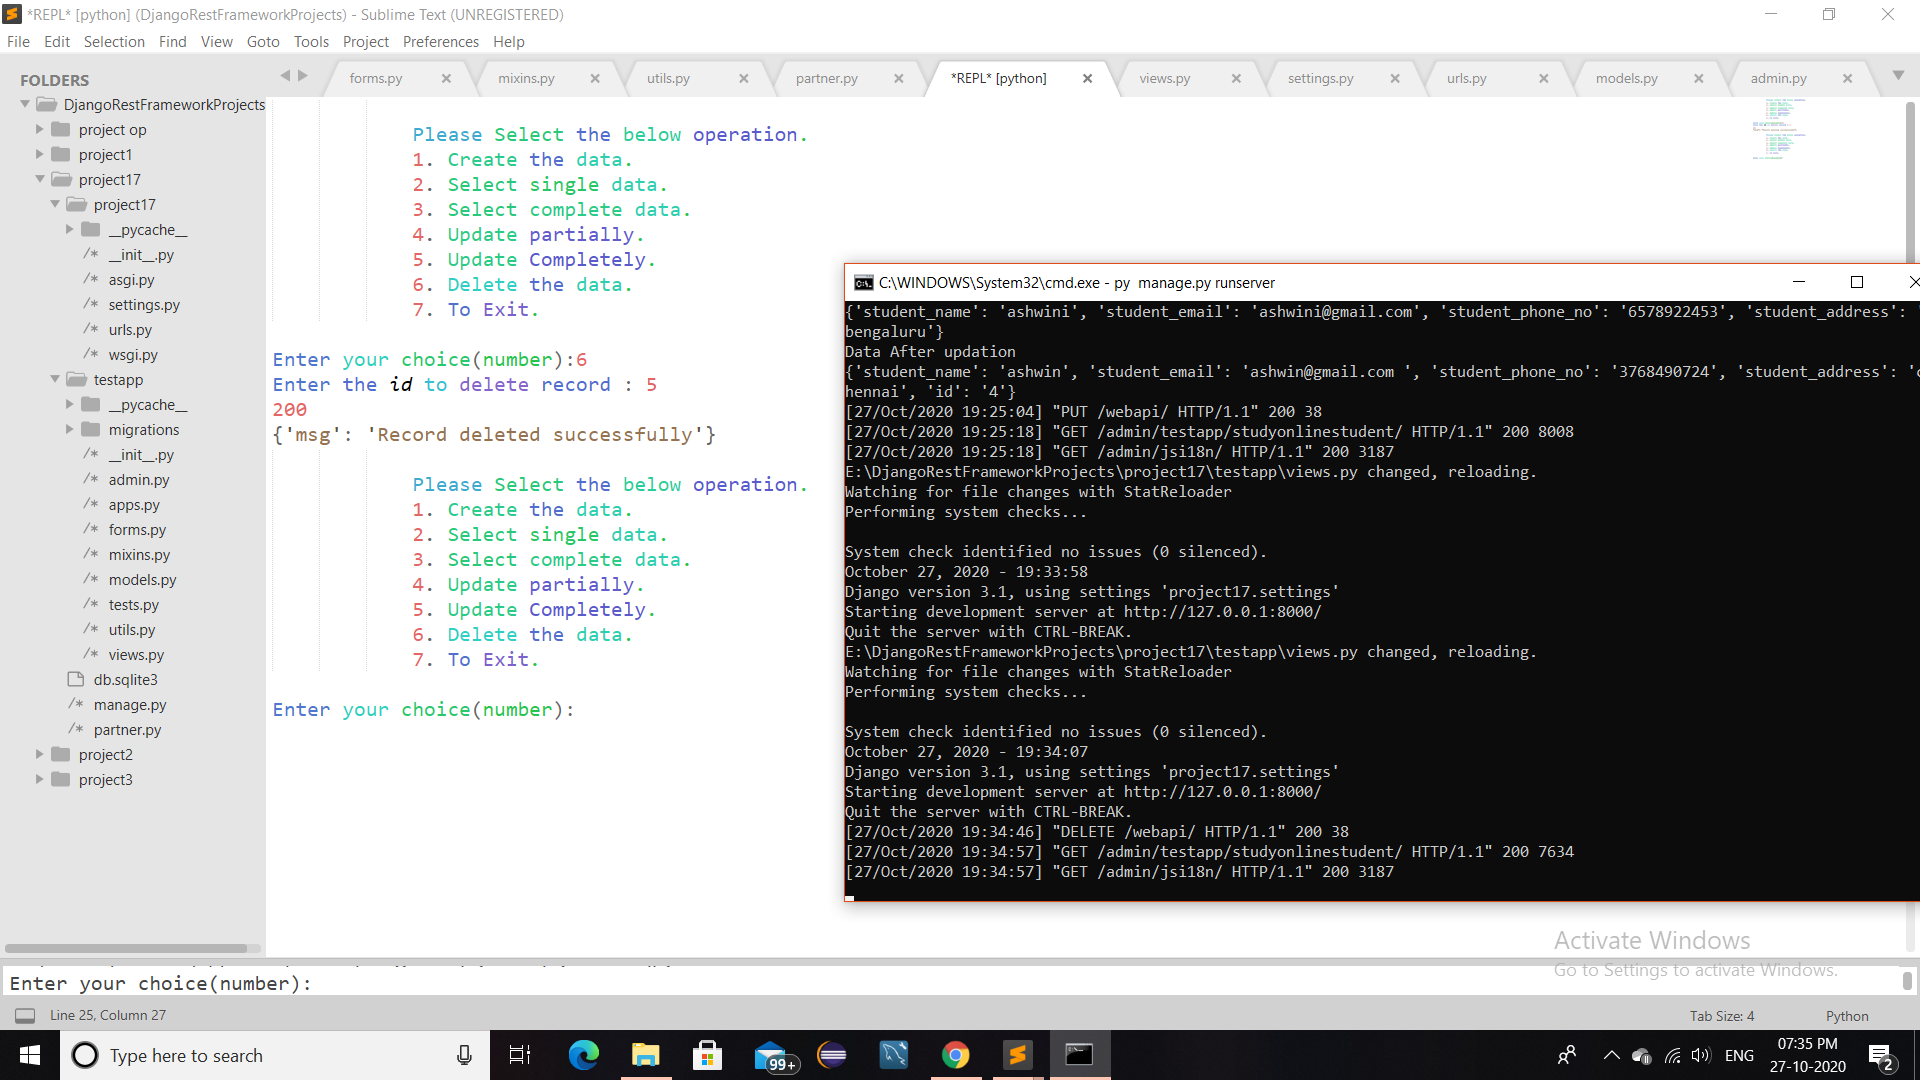 *REPL* [python] (DjangoRestFrameworkProjects) - Sublime Text (UNREGISTERED)
File Edit Selection Find View Goto Tools Project Preferences Help
FOLDERS
DjangoRestFrameworkProjects
project op
project1
project17
project17
__pycache__
__init__.py
asgi.py
settings.py
urls.py
wsgi.py
testapp
__pycache__
migrations
__init__.py
admin.py
apps.py
forms.py
mixins.py
models.py
tests.py
utils.py
views.py
db.sqlite3
manage.py
partner.py
project2
project3
forms.py mixins.py utils.py partner.py *REPL* [python] views.py settings.py urls.py models.py admin.py
Please Select the below operation.
1. Create the data.
2. Select single data.
3. Select complete data.
4. Update partially.
5. Update Completely.
6. Delete the data.
7. To Exit.
Enter your choice(number):6
Enter the id to delete record : 5
200
{'msg': 'Record deleted successfully'}
Please Select the below operation.
1. Create the data.
2. Select single data.
3. Select complete data.
4. Update partially.
5. Update Completely.
6. Delete the data.
7. To Exit.
Enter your choice(number):
C:\WINDOWS\System32\cmd.exe - py  manage.py runserver
{'student_name': 'ashwini', 'student_email': 'ashwini@gmail.com', 'student_phone_no': '6578922453', 'student_address': '
bengaluru'}
Data After updation
{'student_name': 'ashwin', 'student_email': 'ashwin@gmail.com ', 'student_phone_no': '3768490724', 'student_address': 'c
hennai', 'id': '4'}
[27/Oct/2020 19:25:04] "PUT /webapi/ HTTP/1.1" 200 38
[27/Oct/2020 19:25:18] "GET /admin/testapp/studyonlinestudent/ HTTP/1.1" 200 8008
[27/Oct/2020 19:25:18] "GET /admin/jsi18n/ HTTP/1.1" 200 3187
E:\DjangoRestFrameworkProjects\project17\testapp\views.py changed, reloading.
Watching for file changes with StatReloader
Performing system checks...
System check identified no issues (0 silenced).
October 27, 2020 - 19:33:58
Django version 3.1, using settings 'project17.settings'
Starting development server at http://127.0.0.1:8000/
Quit the server with CTRL-BREAK.
E:\DjangoRestFrameworkProjects\project17\testapp\views.py changed, reloading.
Watching for file changes with StatReloader
Performing system checks...
System check identified no issues (0 silenced).
October 27, 2020 - 19:34:07
Django version 3.1, using settings 'project17.settings'
Starting development server at http://127.0.0.1:8000/
Quit the server with CTRL-BREAK.
[27/Oct/2020 19:34:46] "DELETE /webapi/ HTTP/1.1" 200 38
[27/Oct/2020 19:34:57] "GET /admin/testapp/studyonlinestudent/ HTTP/1.1" 200 7634
[27/Oct/2020 19:34:57] "GET /admin/jsi18n/ HTTP/1.1" 200 3187
Activate Windows
Go to Settings to activate Windows.
Enter your choice(number):
Line 25, Column 27
Tab Size: 4
Python
Type here to search
99+
ENG
07:35 PM
27-10-2020
2